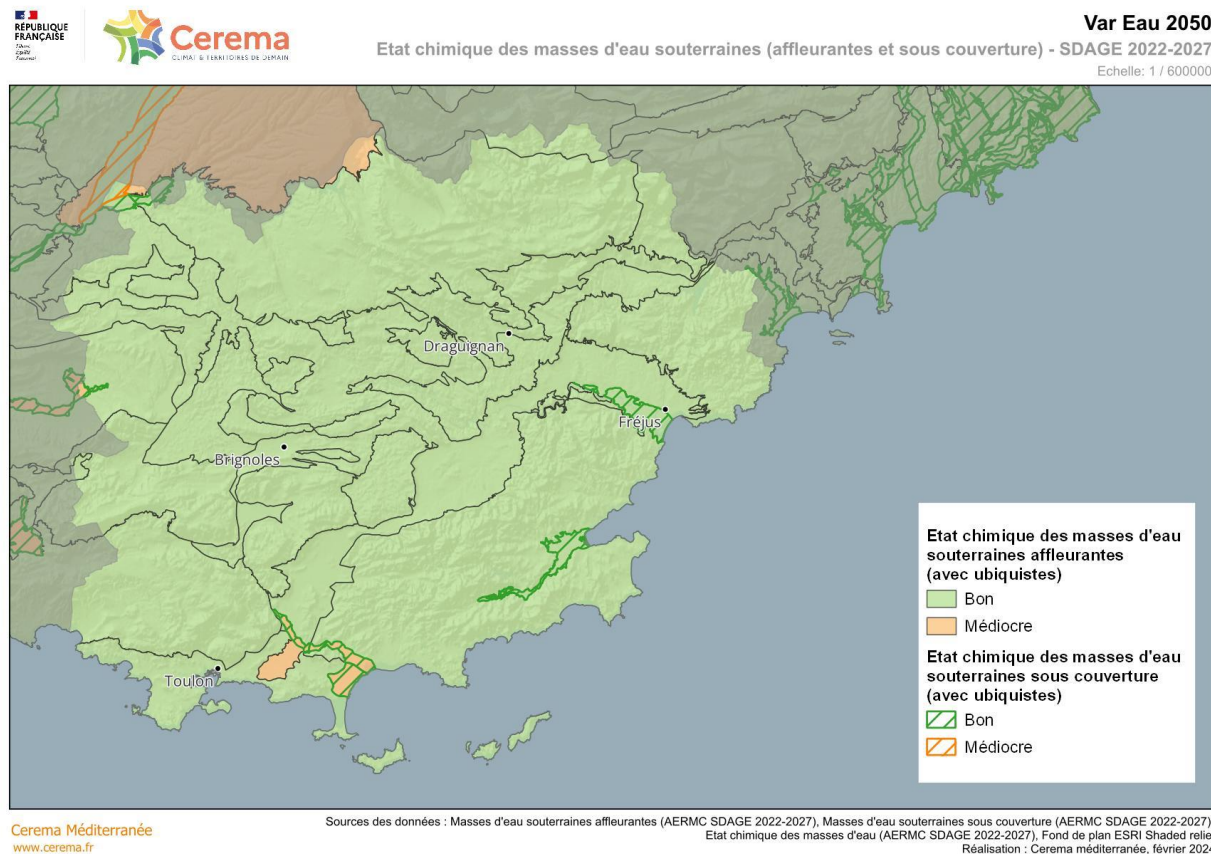 RÉPUBLIQUE
FRANÇAISE
Liberté
Égalité
Fraternité
Cerema
CLIMAT & TERRITOIRES DE DEMAIN
Var Eau 2050
Etat chimique des masses d'eau souterraines (affleurantes et sous couverture) - SDAGE 2022-2027
Echelle: 1 / 600000
Draguignan
Fréjus
Brignoles
Toulon
Etat chimique des masses d'eau
souterraines affleurantes
(avec ubiquistes)
Bon
Médiocre
Etat chimique des masses d'eau
souterraines sous couverture
(avec ubiquistes)
Bon
Médiocre
Cerema Méditerranée
www.cerema.fr
Sources des données : Masses d'eau souterraines affleurantes (AERMC SDAGE 2022-2027), Masses d'eau souterraines sous couverture (AERMC SDAGE 2022-2027)
Etat chimique des masses d'eau (AERMC SDAGE 2022-2027), Fond de plan ESRI Shaded relie
Réalisation : Cerema méditerranée, février 2024